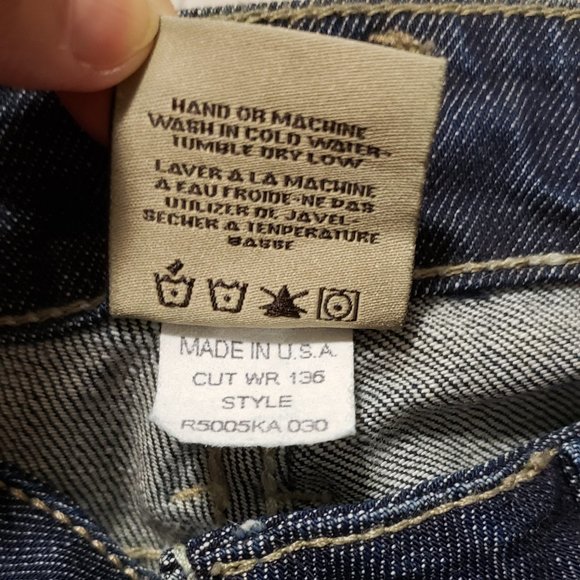 HAND OR MACHINE
WASH IN COLD WATER-
TUMBLE DRY LOW
LAVER A LA MACHINE
A EAU FROIDE-NE PAS
UTILIZER DE JAVEL-
SECHER A TENPERATURE
BASSE
MADE IN U.S.A
CUT WR 136
STYLE
R5005KA 030